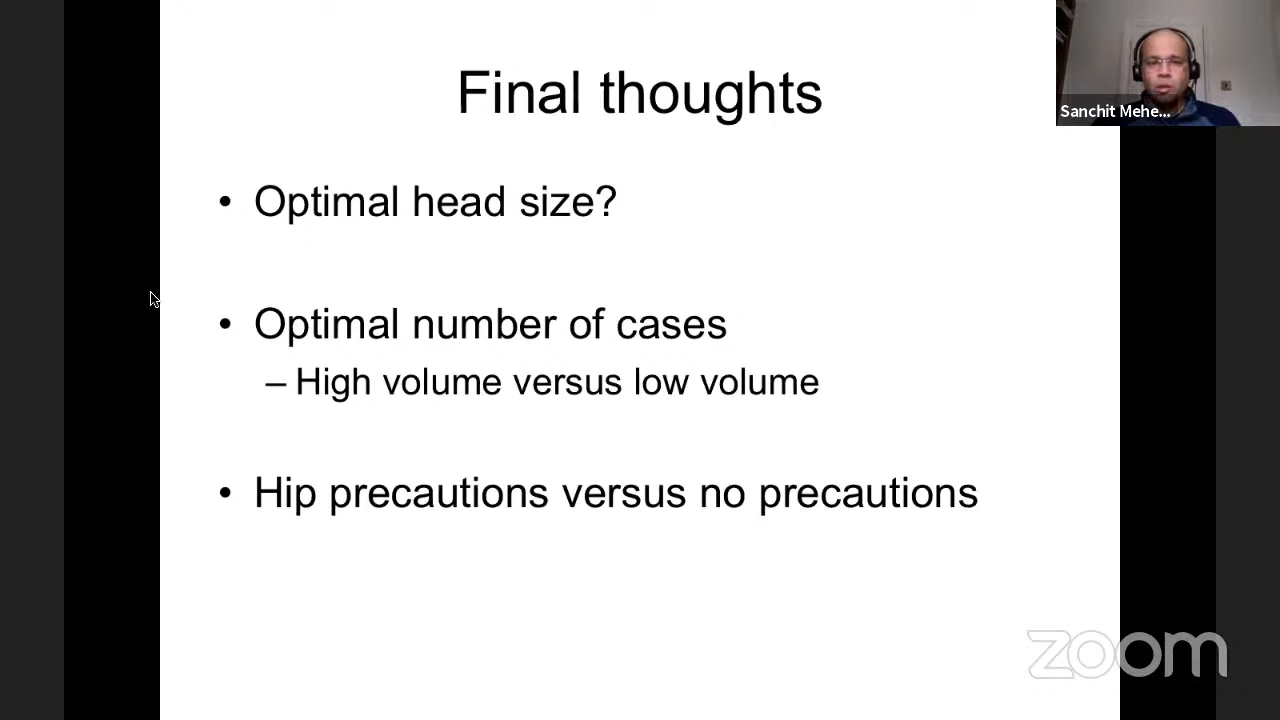 Final thoughts
Sanchit Mehe...
• Optimal head size?
• Optimal number of cases
– High volume versus low volume
• Hip precautions versus no precautions
zoom